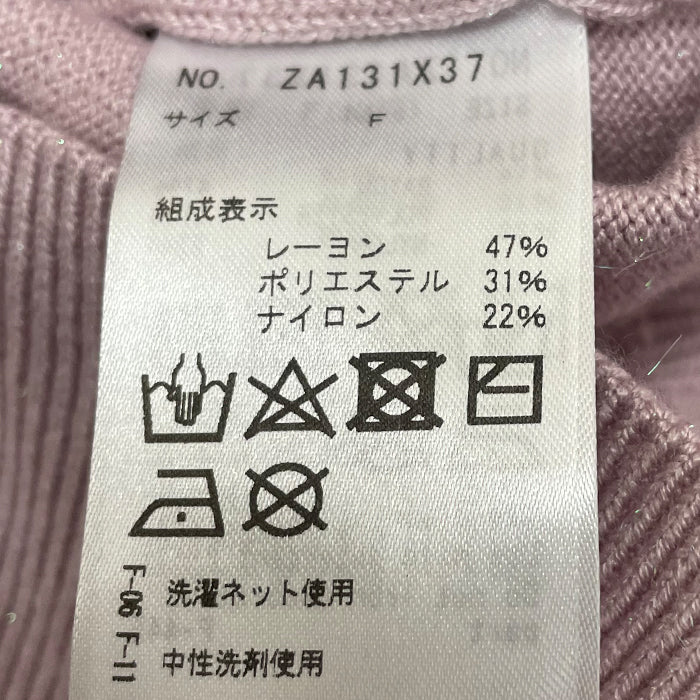 NO. ZA131X37
サイズ F
組成表示
レーヨン 47%
ポリエステル 31%
ナイロン 22%
F-06 洗濯ネット使用
F-11 中性洗剤使用